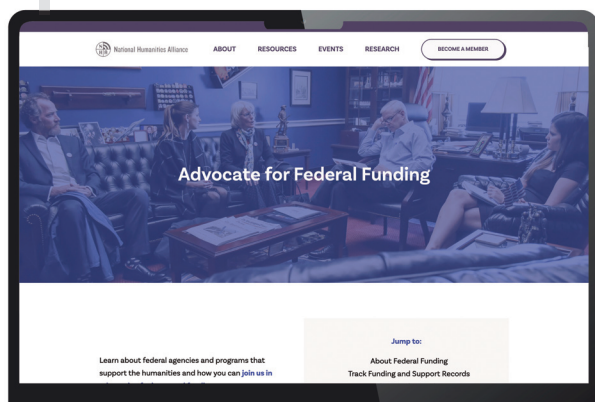 National Humanities Alliance
ABOUT
RESOURCES
EVENTS
RESEARCH
BECOME A MEMBER
Advocate for Federal Funding
Learn about federal agencies and programs that
support the humanities and how you can join us in
Jump to:
About Federal Funding
Track Funding and Support Records